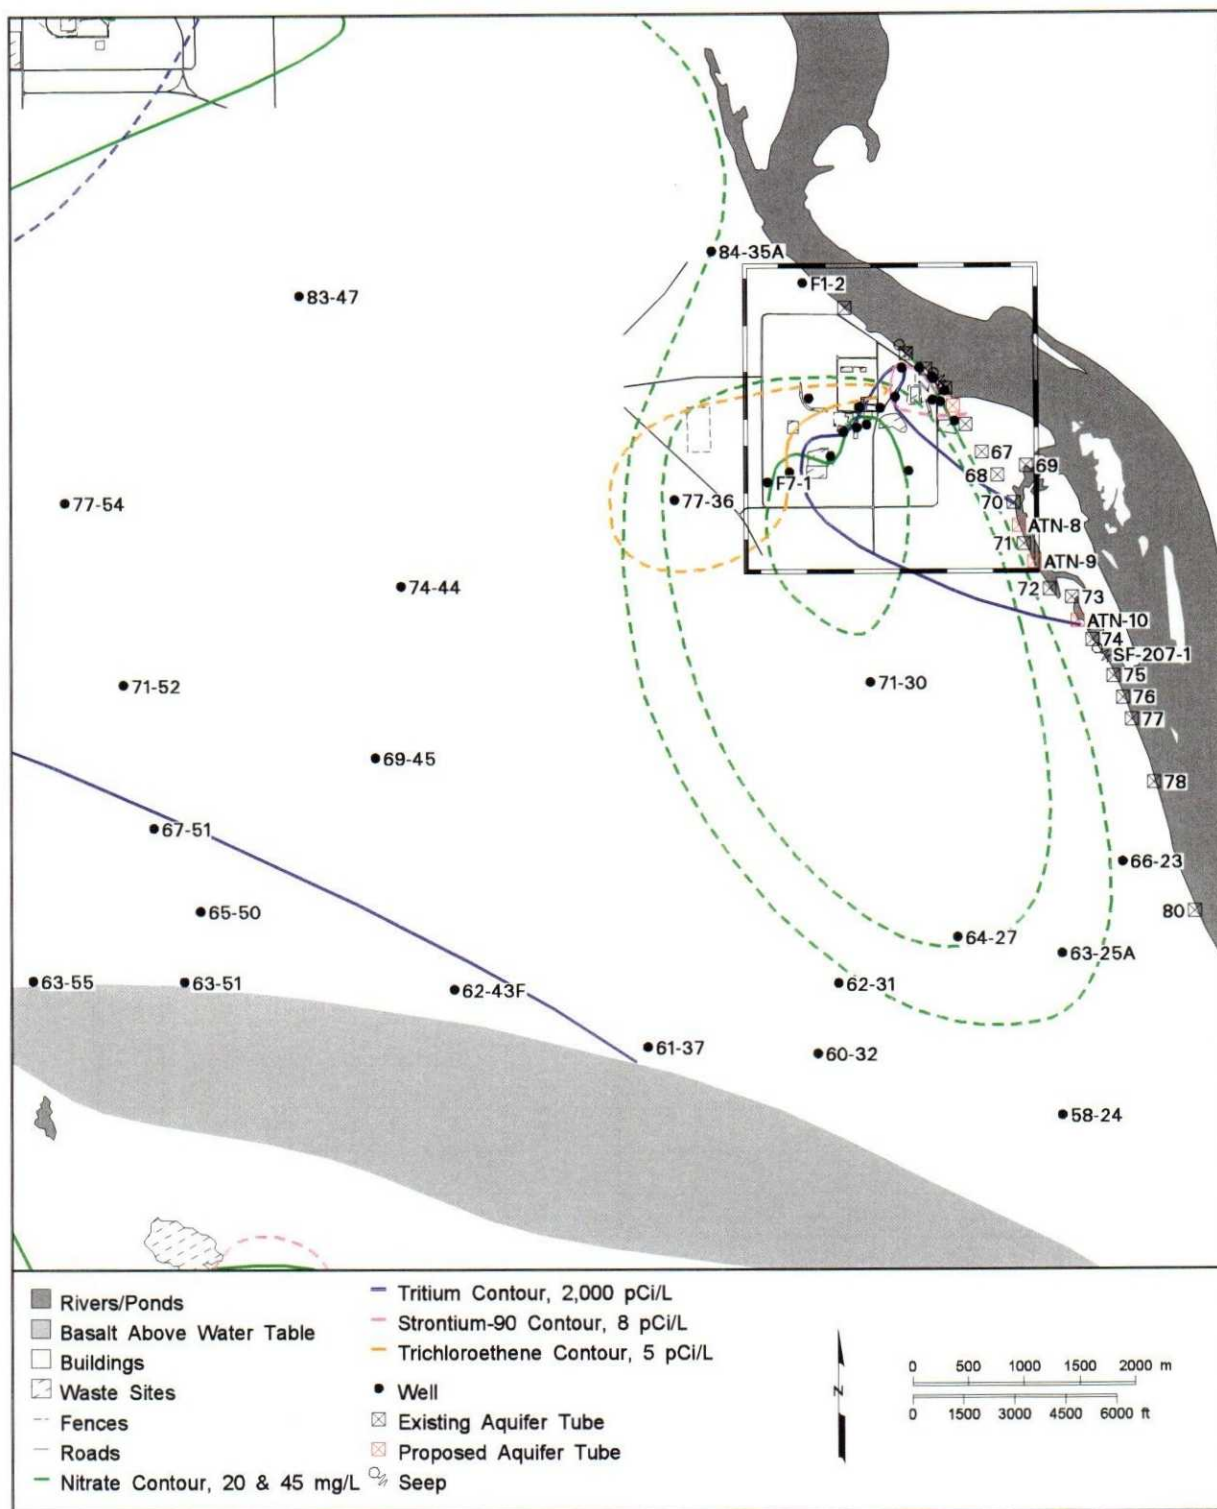 84-35A
F1-2
83-47
67
69
68
F7-1
77-36
70
77-54
ATN-8
71
ATN-9
74-44
72
73
ATN-10
74
SF-207-1
71-52
71-30
75
76
77
69-45
78
67-51
66-23
65-50
80
64-27
63-25A
63-55
63-51
62-43F
62-31
61-37
60-32
58-24
Rivers/Ponds
Basalt Above Water Table
Buildings
Waste Sites
Fences
Roads
Nitrate Contour, 20 & 45 mg/L
Tritium Contour, 2,000 pCi/L
Strontium-90 Contour, 8 pCi/L
Trichloroethene Contour, 5 pCi/L
Well
Existing Aquifer Tube
Proposed Aquifer Tube
Seep
N
0 500 1000 1500 2000 m
0 1500 3000 4500 6000 ft